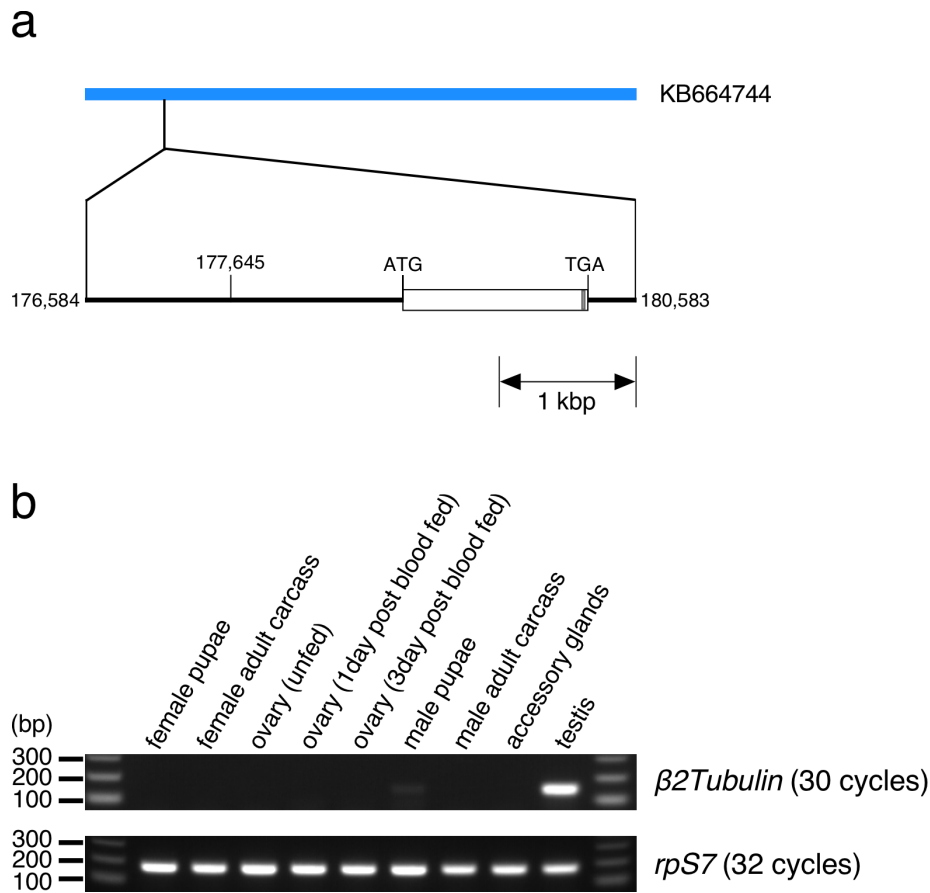 a
KB664744
177,645
ATG
TGA
176,584
180,583
1 kbp
b
female pupae
female adult carcass
ovary (unfed)
ovary (1day post blood fed)
ovary (3day post blood fed)
male pupae
male adult carcass
accessory glands
testis
(bp)
300
200
100
β2Tubulin (30 cycles)
300
200
100
rpS7 (32 cycles)